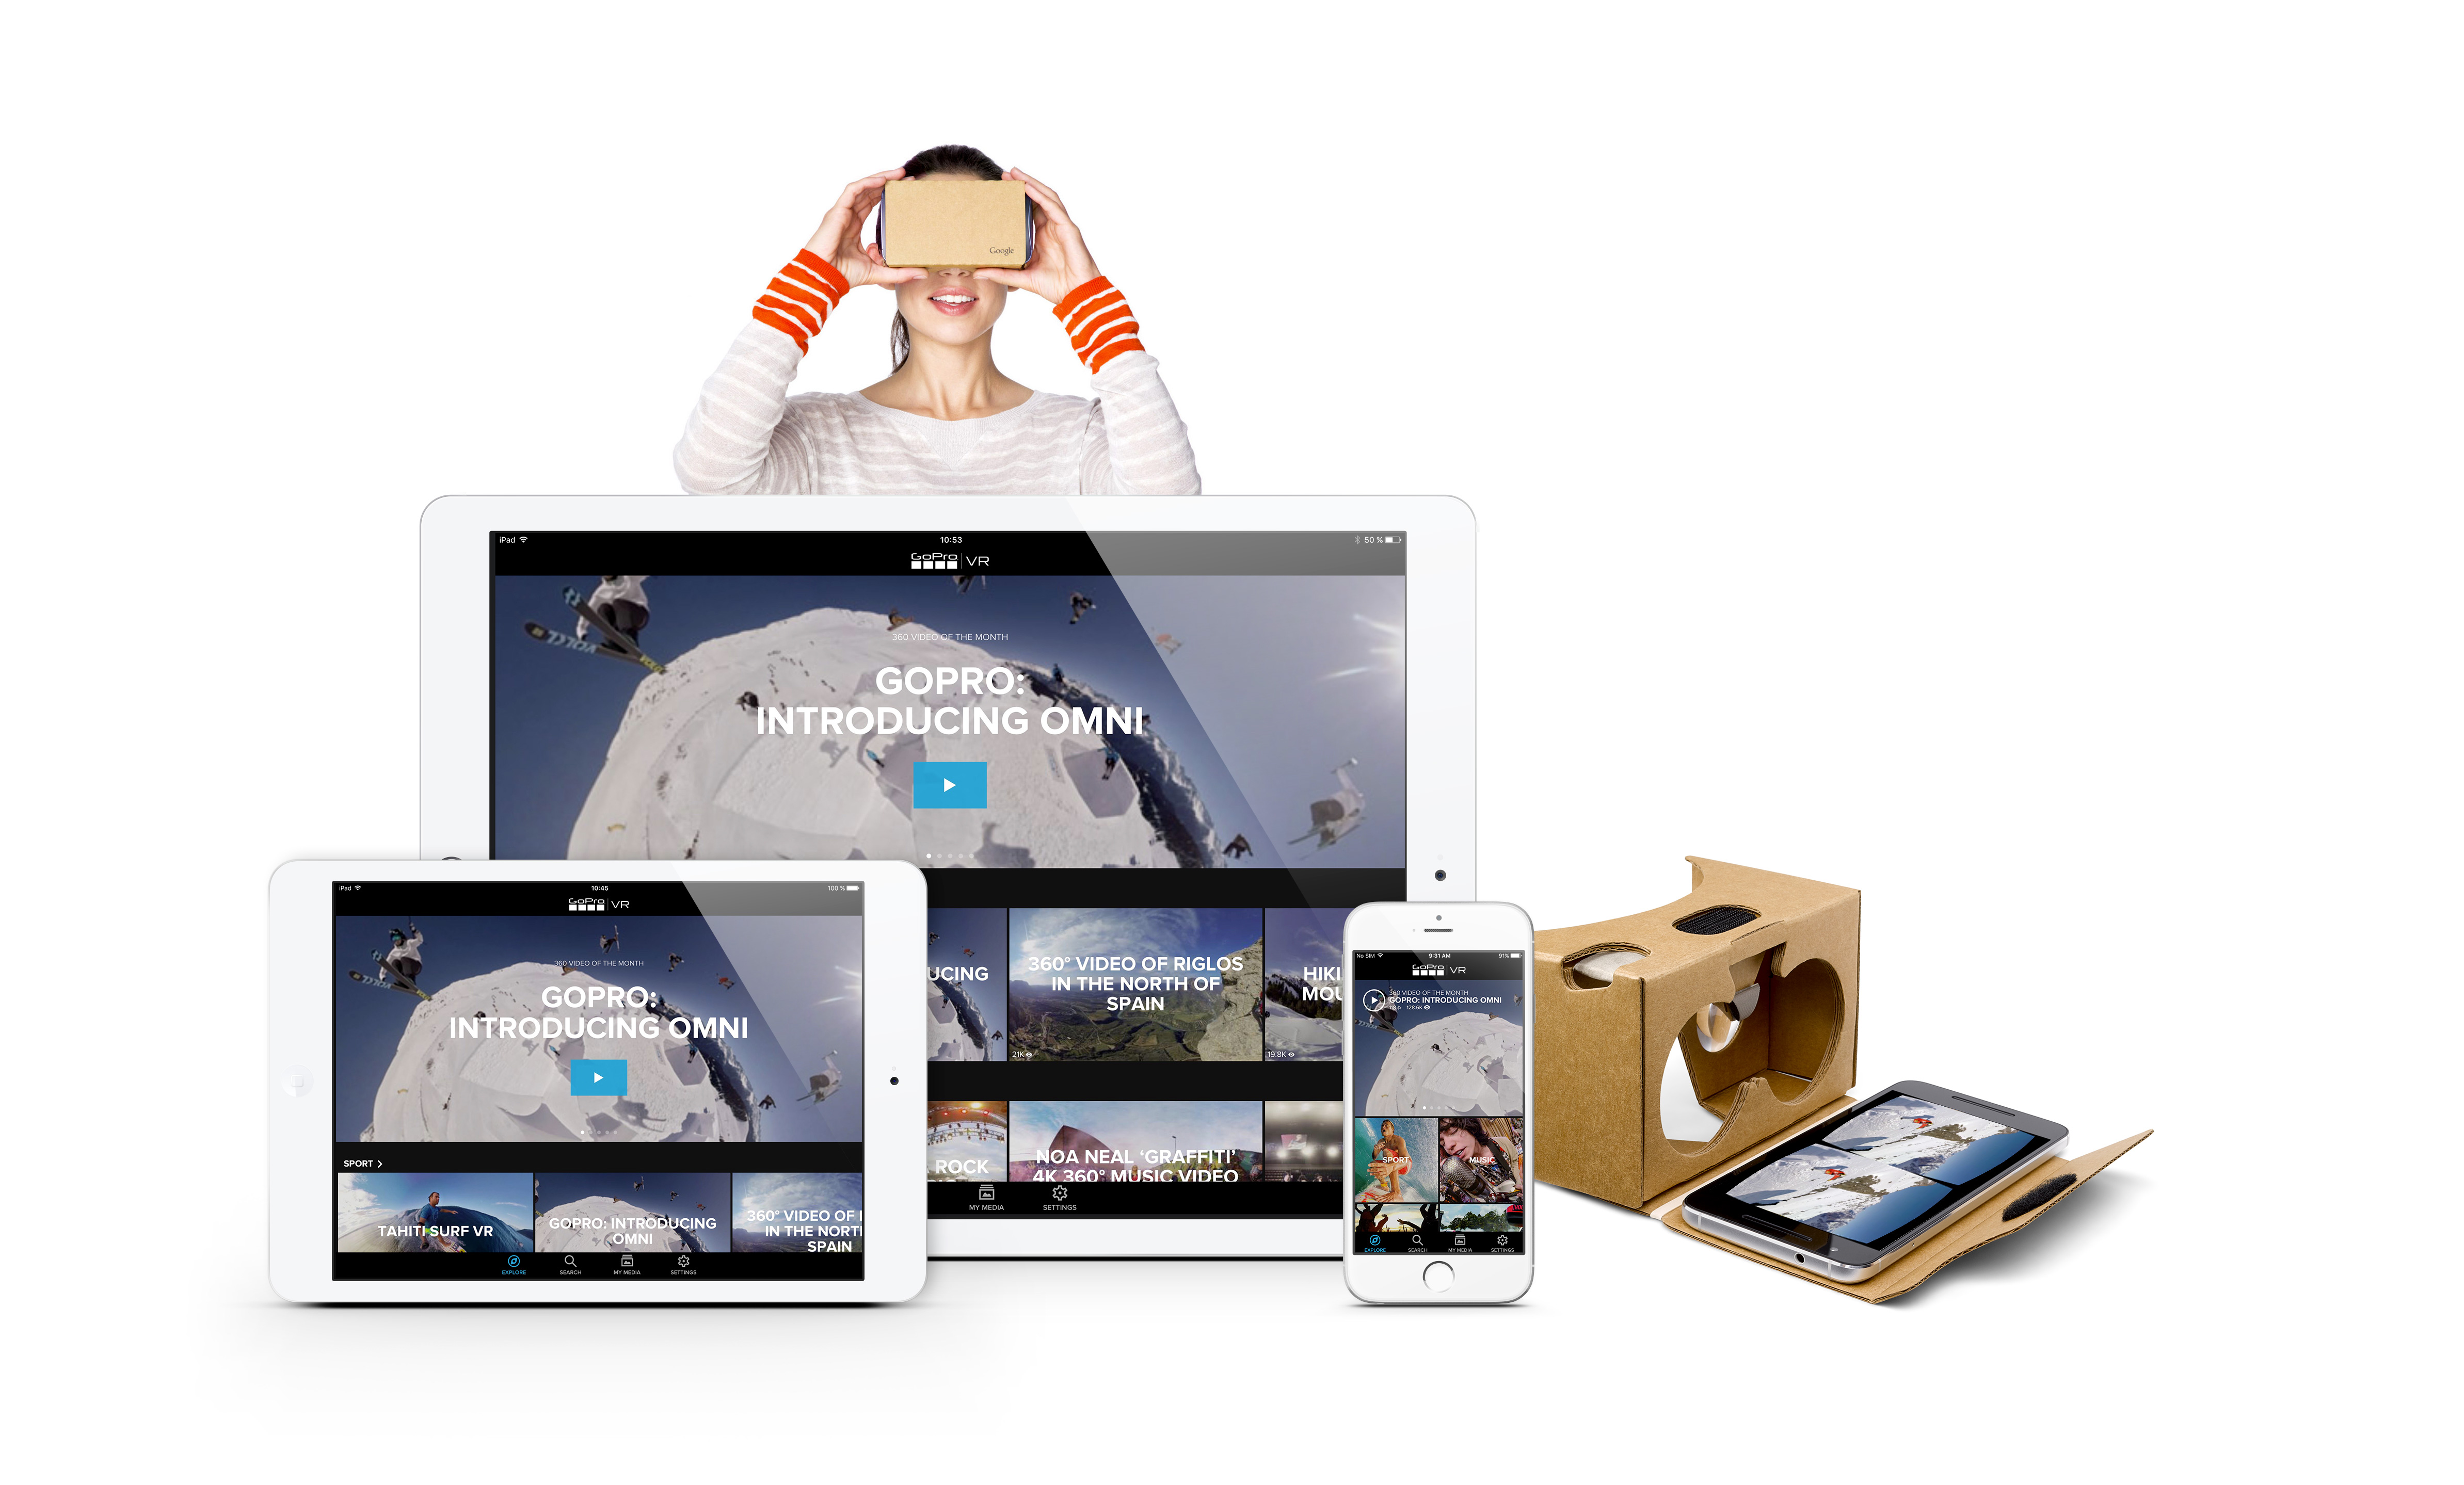 Google
iPad
10:53
50 %
GoPro VR
360 VIDEO OF THE MONTH
GOPRO:
INTRODUCING OMNI
UCING
360° VIDEO OF RIGLOS
IN THE NORTH OF
SPAIN
21K
HIKI
MOU
19.8K
ROCK
NOA NEAL ‘GRAFFITI’
4K 360° MUSIC VIDEO
MY MEDIA
SETTINGS
iPad
10:45
100 %
GoPro VR
360 VIDEO OF THE MONTH
GOPRO:
INTRODUCING OMNI
SPORT >
TAHITI SURF VR
GOPRO: INTRODUCING
OMNI
360° VIDEO OF
IN THE NORTH
SPAIN
EXPLORE
SEARCH
MY MEDIA
SETTINGS
No SIM
9:31 AM
91%
GoPro VR
360 VIDEO OF THE MONTH
GOPRO: INTRODUCING OMNI
128.6K
SPORT
MUSIC
EXPLORE
SEARCH
MY MEDIA
SETTINGS